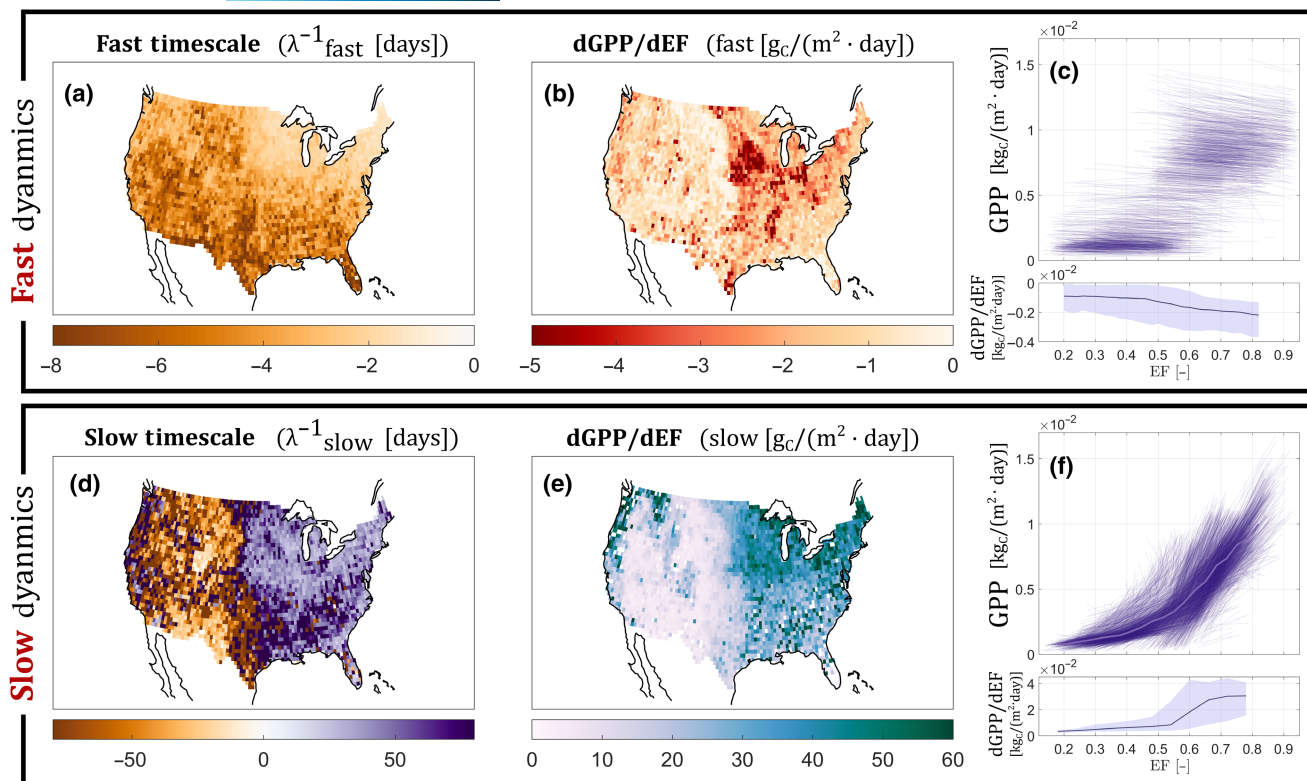 Fast dyanmics
Fast timescale (λ⁻¹fast [days])
dGPP/dEF (fast [gC/(m² · day])
(a)
(b)
(c)
×10⁻²
1.5
1
0.5
0
GPP [kgC/(m² · day)]
−8 −6 −4 −2 0
−5 −4 −3 −2 −1 0
×10⁻²
0
−0.2
−0.4
dGPP/dEF
[kgC/(m²·day)]
0.2 0.3 0.4 0.5 0.6 0.7 0.8 0.9
EF [−]
Slow dyanmics
Slow timescale (λ⁻¹slow [days])
dGPP/dEF (slow [gC/(m² · day])
(d)
(e)
(f)
×10⁻²
1.5
1
0.5
0
GPP [kgC/(m² · day)]
−50 0 50
0 10 20 30 40 50 60
×10⁻²
4
2
0
dGPP/dEF
[kgC/(m²·day)]
0.2 0.3 0.4 0.5 0.6 0.7 0.8 0.9
EF [−]